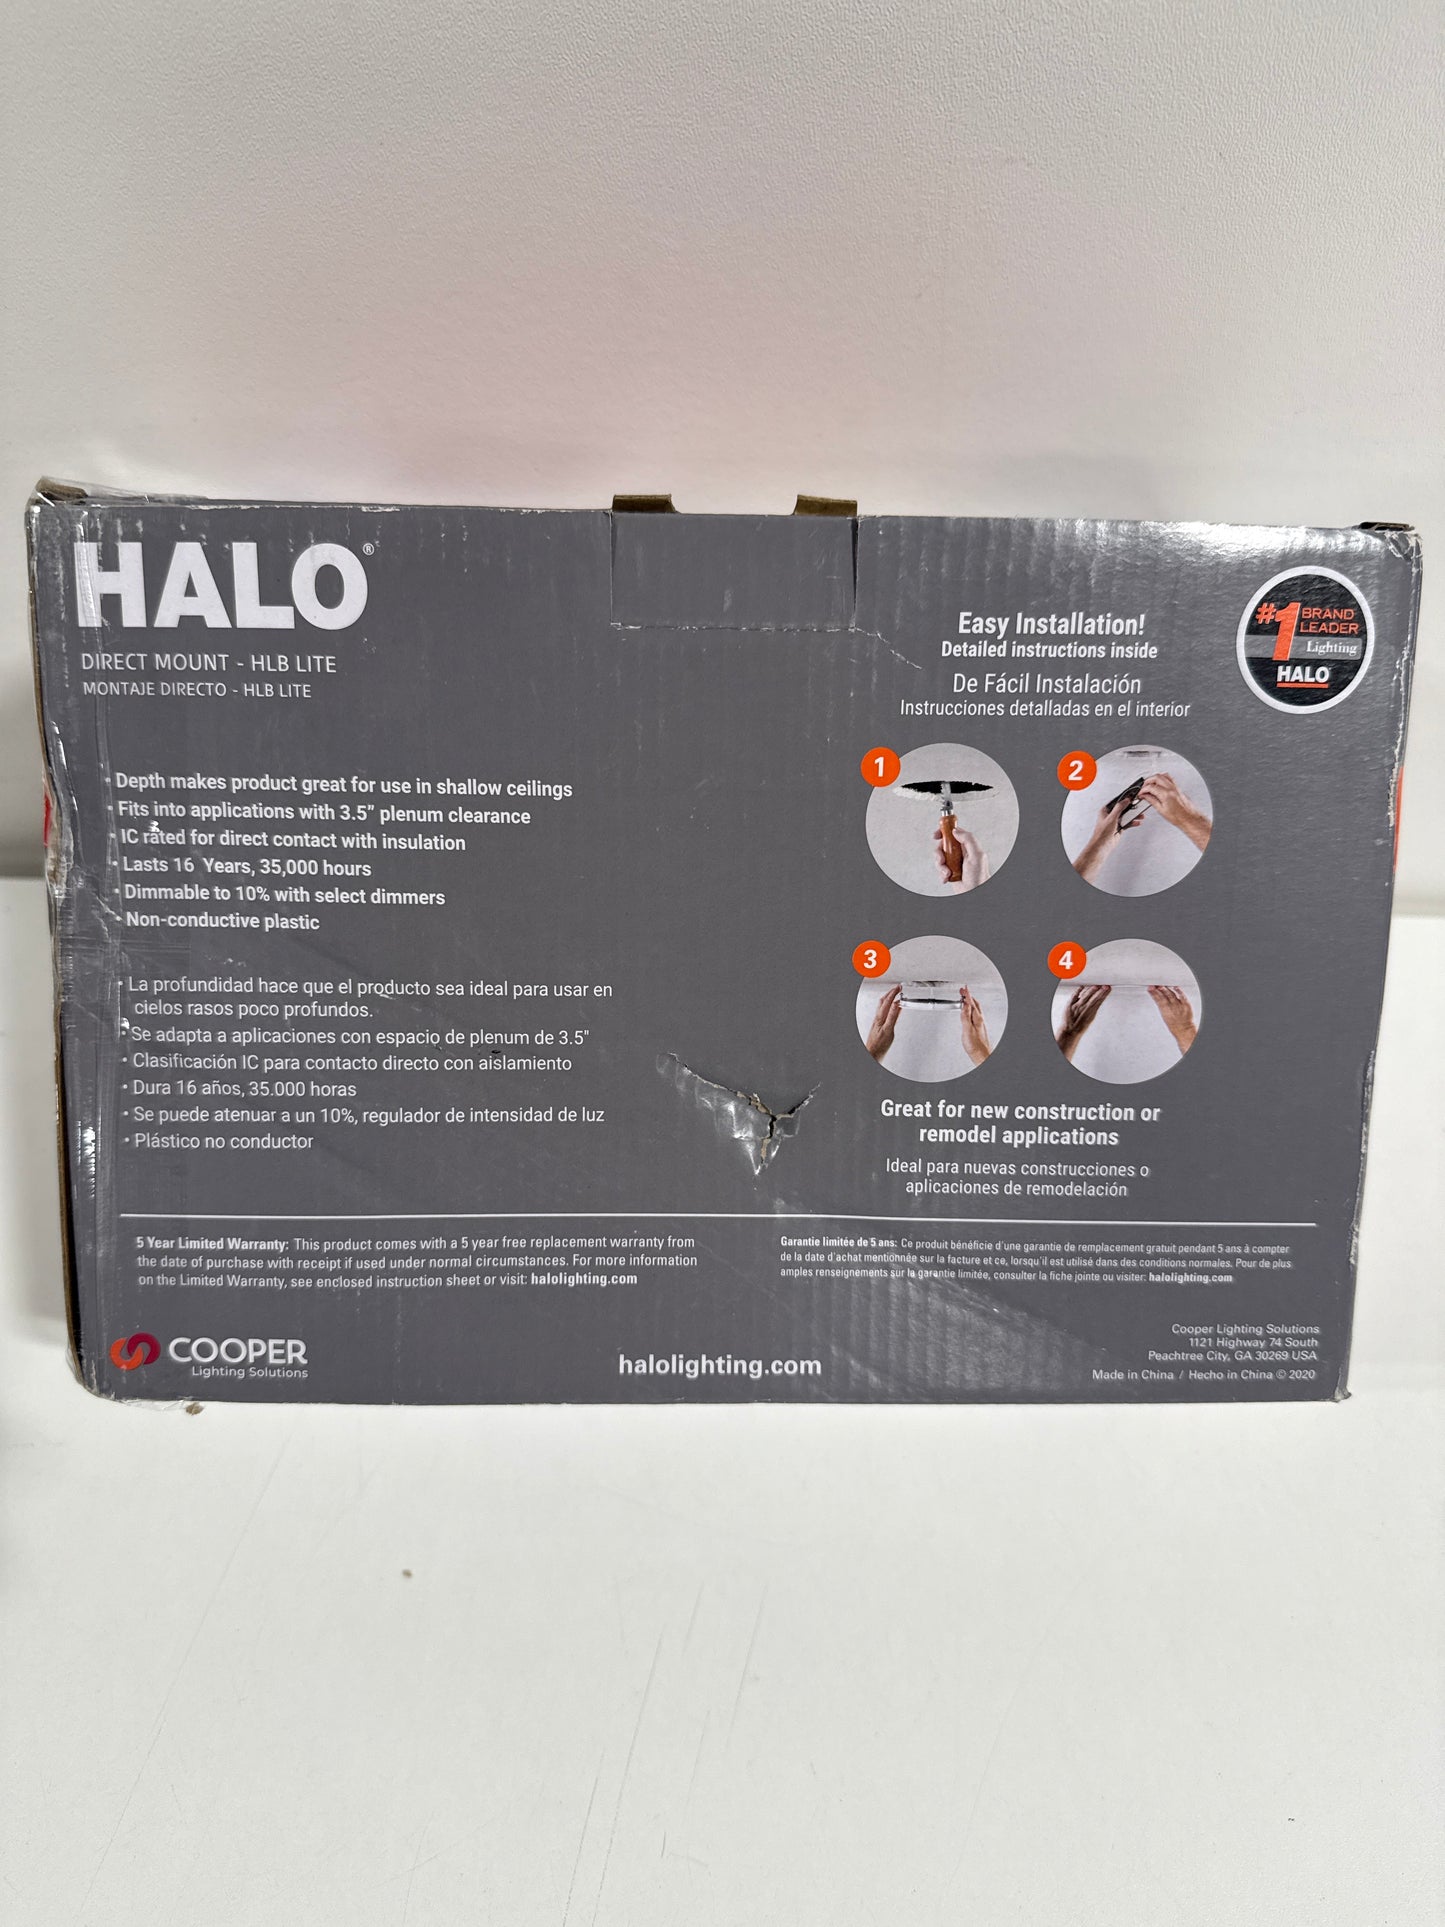 HALO®
DIRECT MOUNT - HLB LITE
MONTAJE DIRECTO - HLB LITE
• Depth makes product great for use in shallow ceilings
• Fits into applications with 3.5” plenum clearance
• IC rated for direct contact with insulation
• Lasts 16 Years, 35,000 hours
• Dimmable to 10% with select dimmers
• Non-conductive plastic
• La profundidad hace que el producto sea ideal para usar en
cielos rasos poco profundos.
• Se adapta a aplicaciones con espacio de plenum de 3.5"
• Clasificación IC para contacto directo con aislamiento
• Dura 16 años, 35.000 horas
• Se puede atenuar a un 10%, regulador de intensidad de luz
• Plástico no conductor
Easy Installation!
Detailed instructions inside
De Fácil Instalación
Instrucciones detalladas en el interior
#1 BRAND
LEADER
Lighting
HALO
1
2
3
4
Great for new construction or
remodel applications
Ideal para nuevas construcciones o
aplicaciones de remodelación
5 Year Limited Warranty: This product comes with a 5 year free replacement warranty from
the date of purchase with receipt if used under normal circumstances. For more information
on the Limited Warranty, see enclosed instruction sheet or visit: halolighting.com
Garantie limitée de 5 ans: Ce produit bénéficie d'une garantie de remplacement gratuit pendant 5 ans à compter
de la date d'achat mentionnée sur la facture et ce, lorsqu'il est utilisé dans des conditions normales. Pour de plus
amples renseignements sur la garantie limitée, consulter la fiche jointe ou visiter: halolighting.com
COOPER
Lighting Solutions
halolighting.com
Cooper Lighting Solutions
1121 Highway 74 South
Peachtree City, GA 30269 USA
Made in China / Hecho in China © 2020